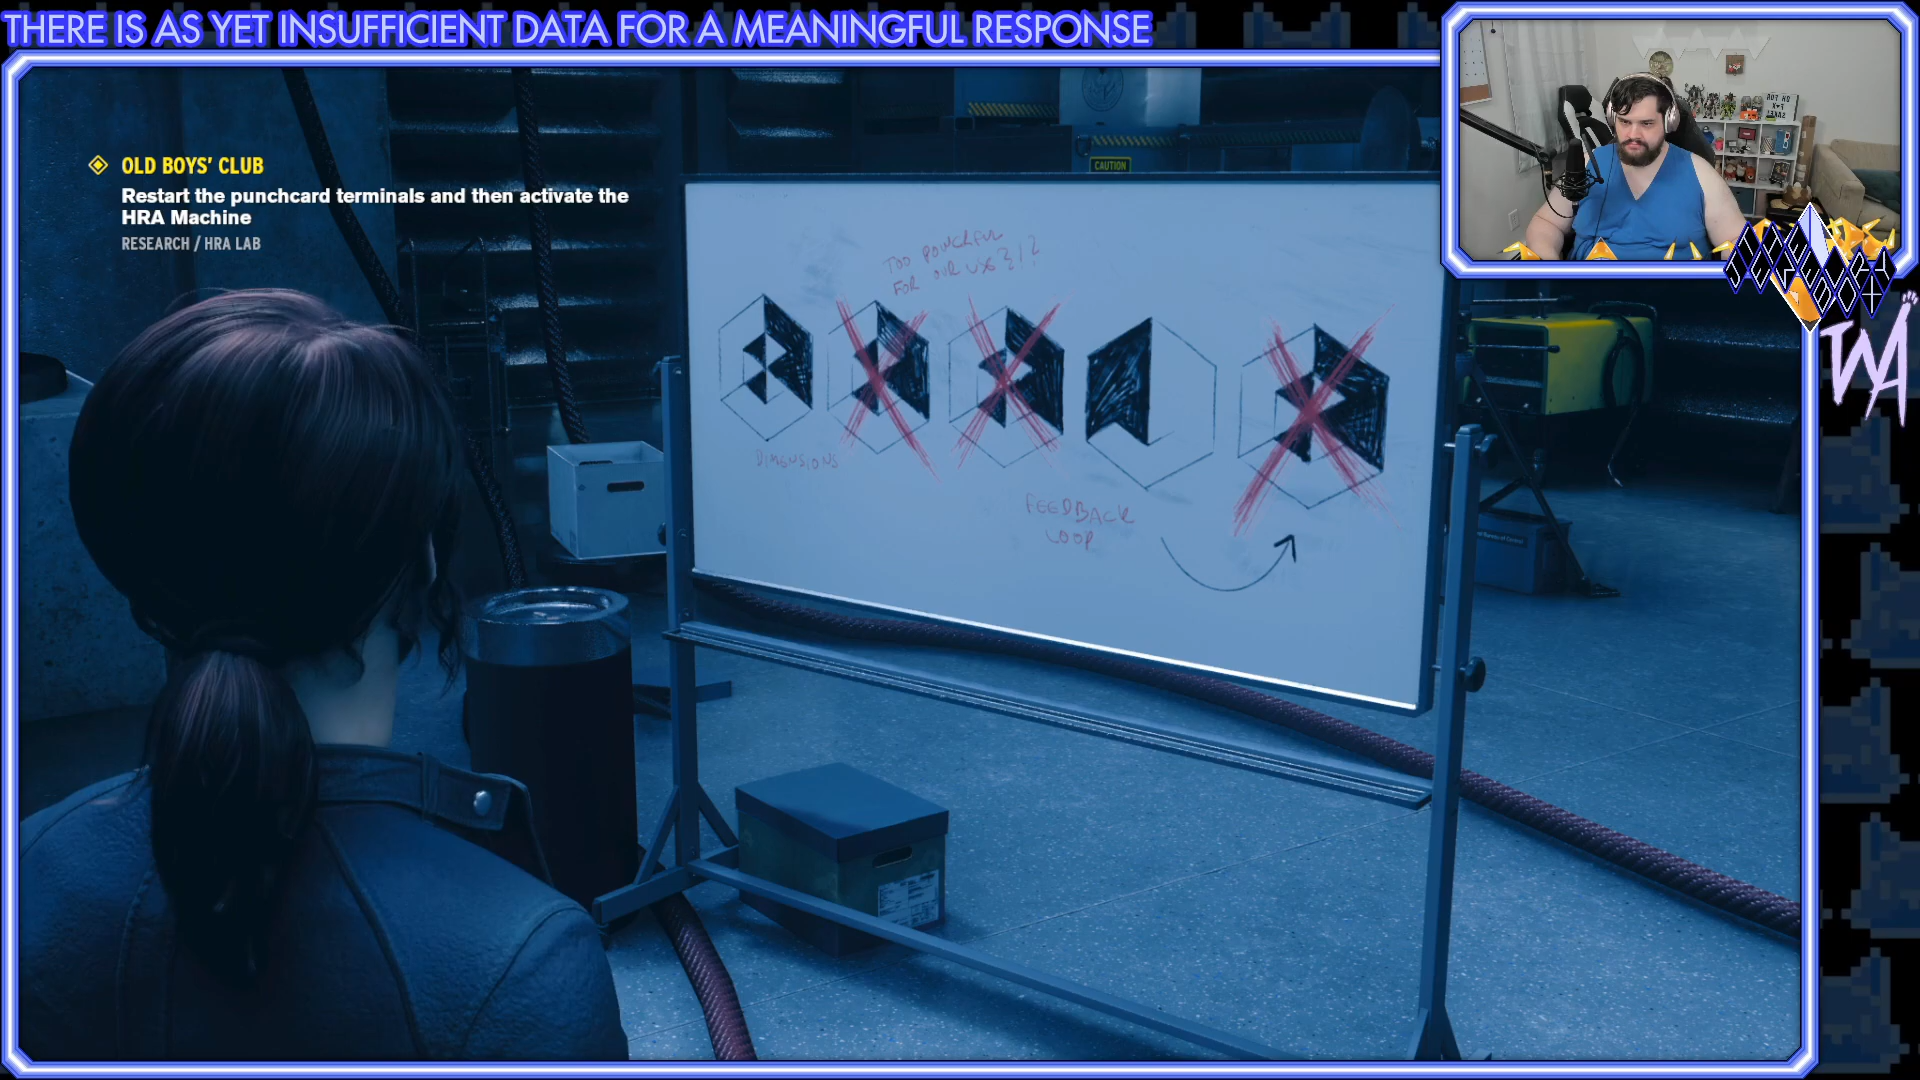 THERE IS AS YET INSUFFICIENT DATA FOR A MEANINGFUL RESPONSE
OLD BOYS' CLUB
Restart the punchcard terminals and then activate the
HRA Machine
RESEARCH / HRA LAB
CAUTION
TOO POWERFUL
FOR OUR USE?!?
DIMENSIONS
FEEDBACK
LOOP
TWA